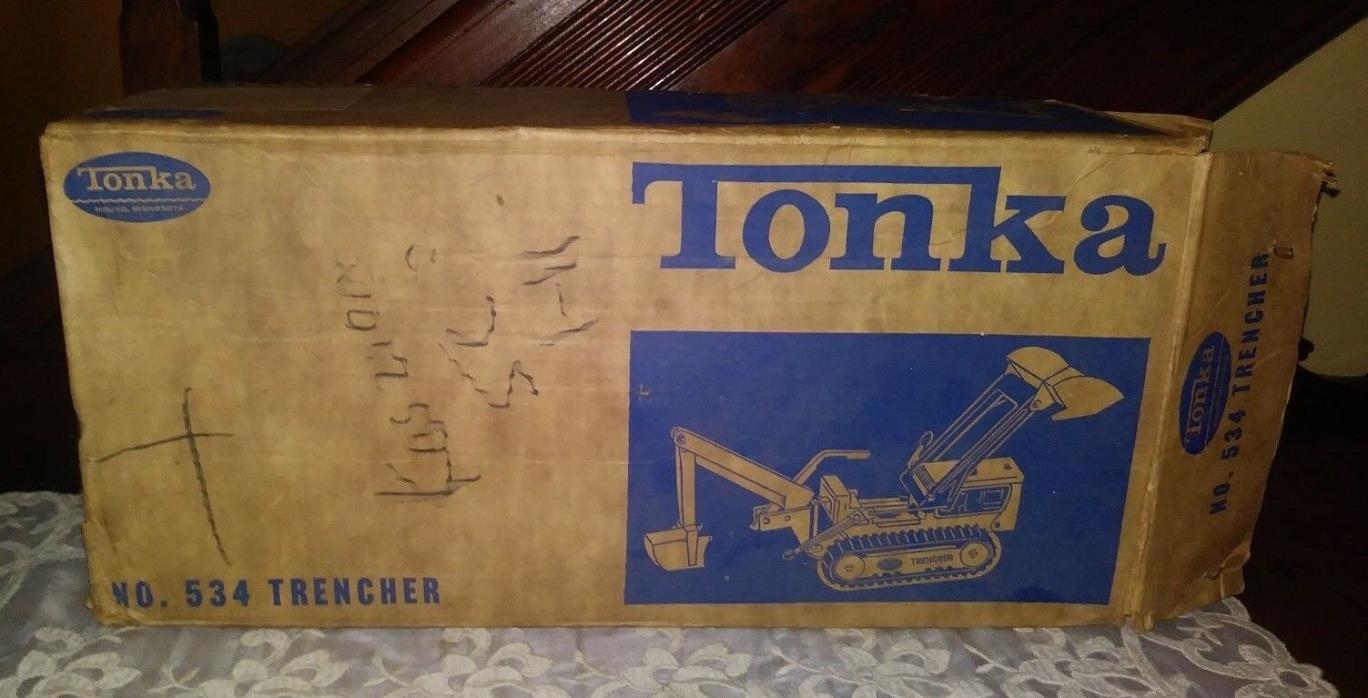 Tonka
MOUND, MINNESOTA
Tonka
TRENCHER
NO. 534 TRENCHER
Tonka
NO. 534 TRENCHER